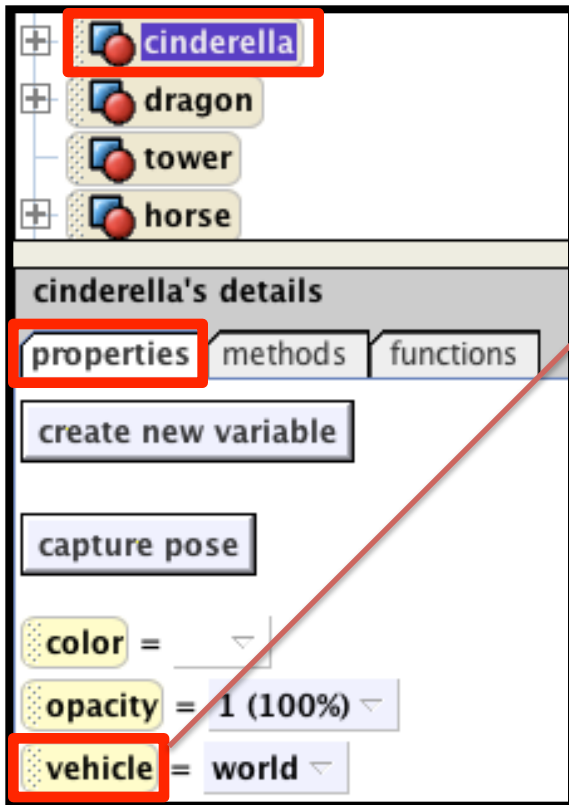 cinderella
dragon
tower
horse
cinderella's details
properties methods functions
create new variable
capture pose
color =
opacity = 1 (100%)
vehicle = world